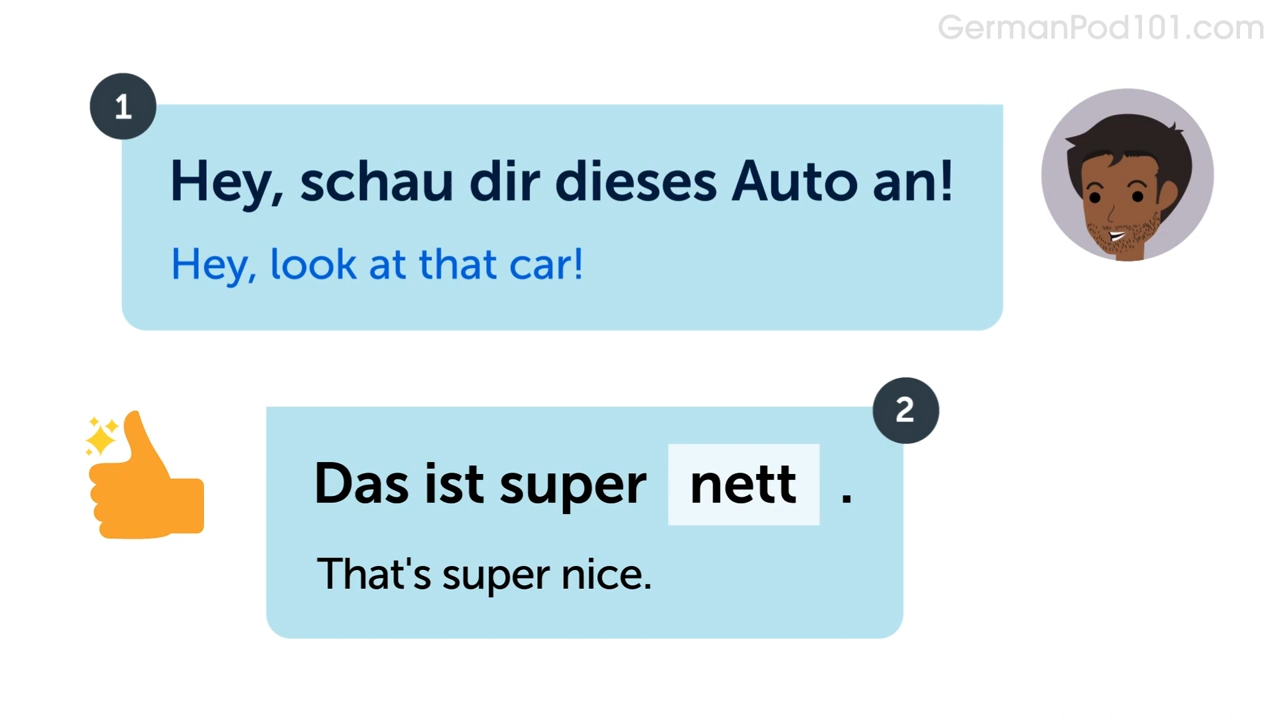 GermanPod101.com
1
Hey, schau dir dieses Auto an!
Hey, look at that car!
2
Das ist super nett .
That's super nice.